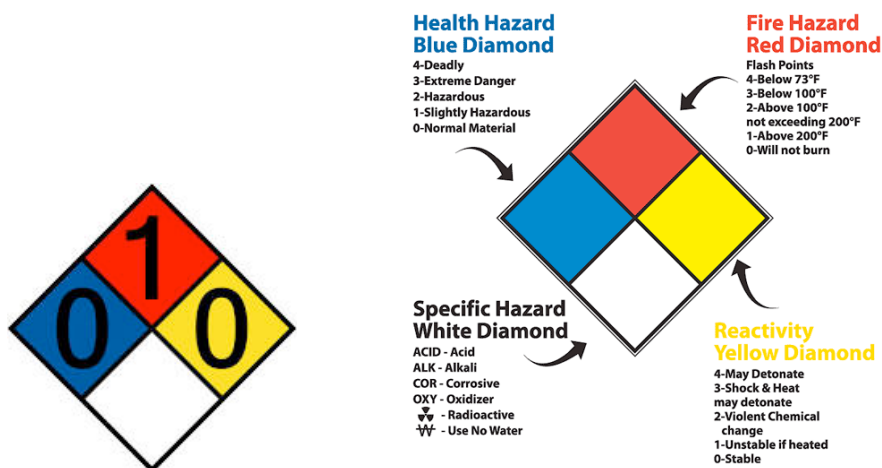 1
0 0
Health Hazard
Blue Diamond
4-Deadly
3-Extreme Danger
2-Hazardous
1-Slightly Hazardous
0-Normal Material
Fire Hazard
Red Diamond
Flash Points
4-Below 73°F
3-Below 100°F
2-Above 100°F
not exceeding 200°F
1-Above 200°F
0-Will not burn
Specific Hazard
White Diamond
ACID - Acid
ALK - Alkali
COR - Corrosive
OXY - Oxidizer
- Radioactive
W - Use No Water
Reactivity
Yellow Diamond
4-May Detonate
3-Shock & Heat
may detonate
2-Violent Chemical
change
1-Unstable if heated
0-Stable